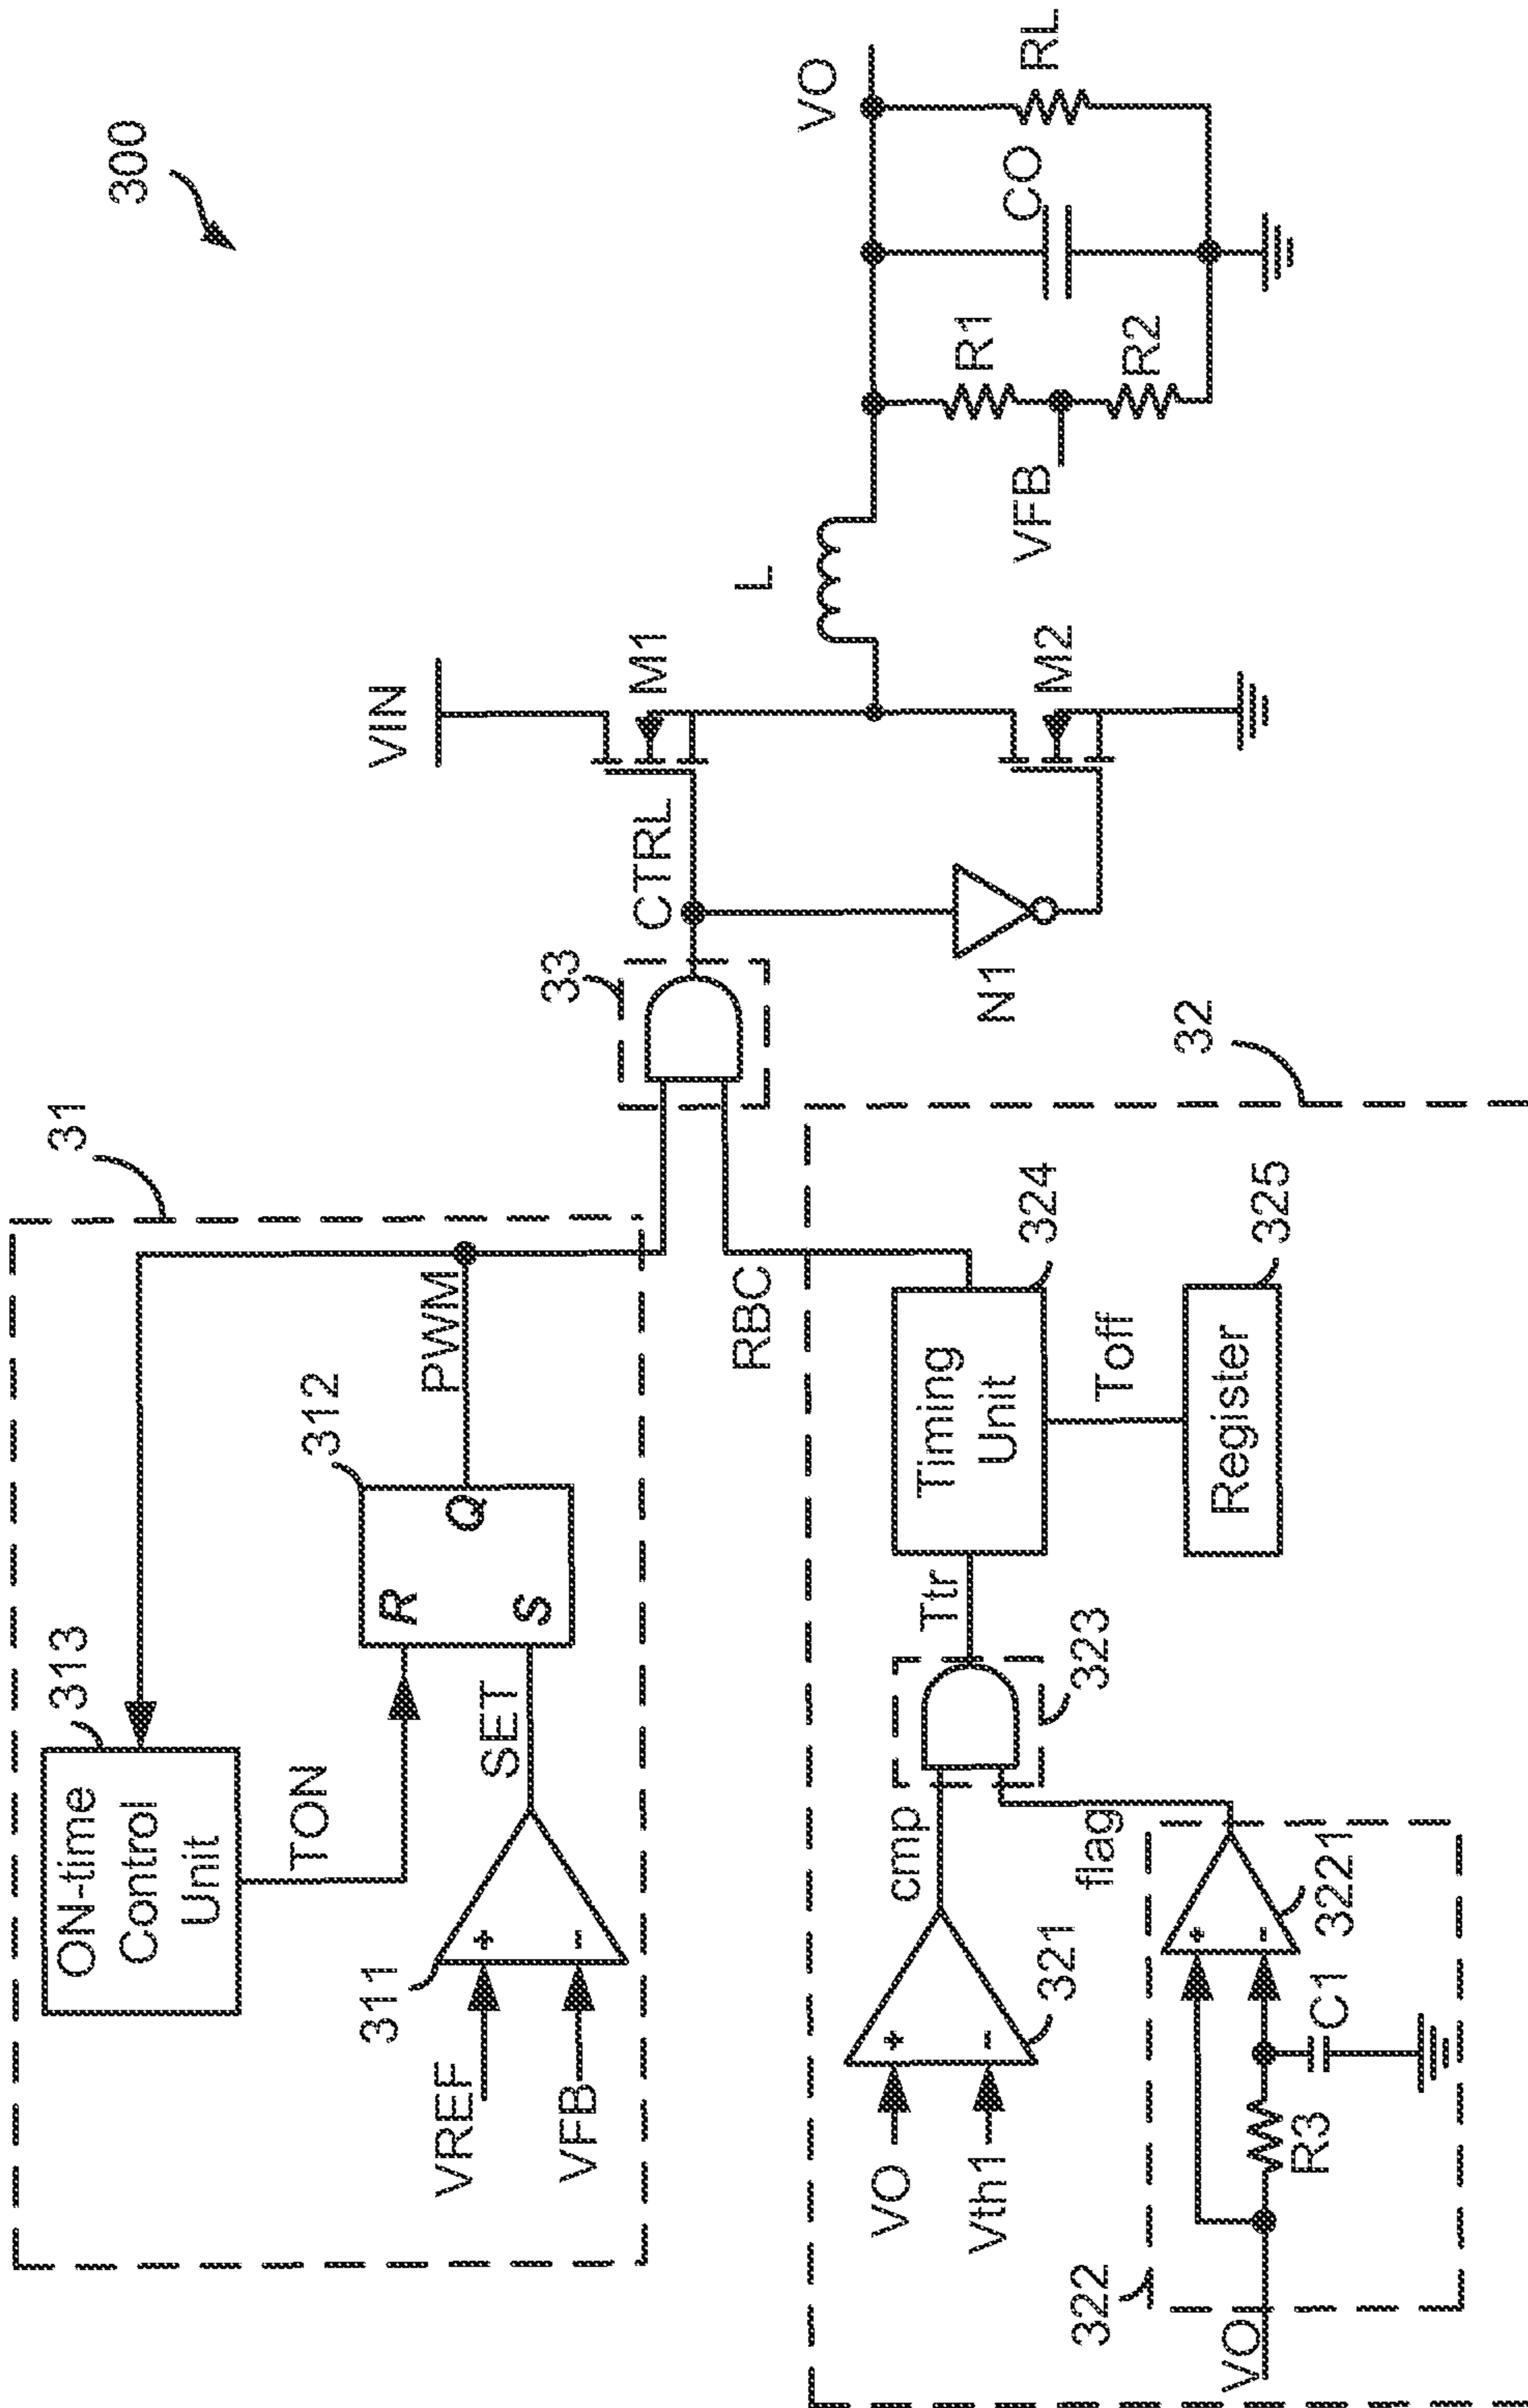 300
31
ON-time
Control
Unit
313
TON
312
R
Q
S
PWM
SET
311
+
-
VREF
VFB
33
CTRL
VIN
M1
M2
N1
L
VO
R1
R2
VFB
CO
RL
32
RBC
Timing
Unit
324
Toff
Register
325
Ttr
323
cmp
flag
VO
Vth1
+
-
321
322
VO
R3
C1
+
-
3221